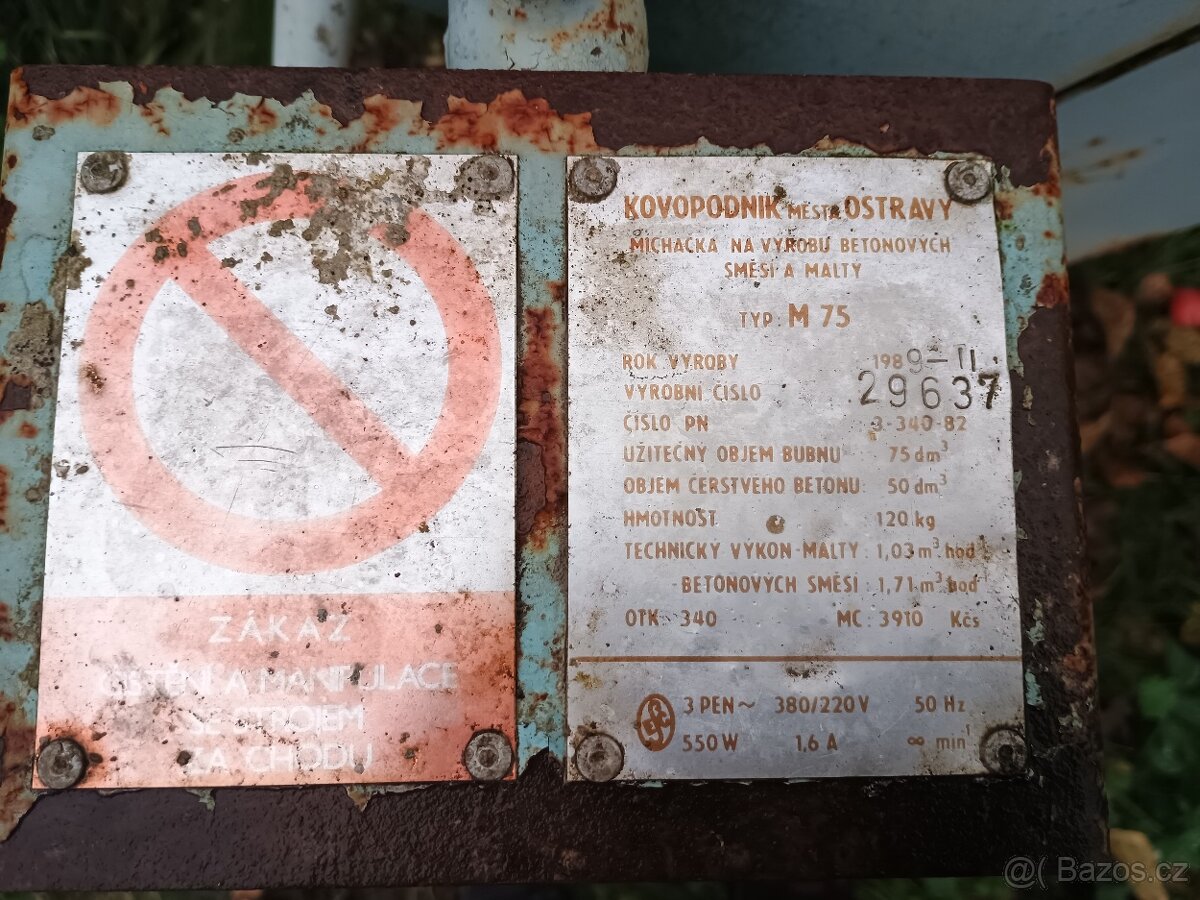 ZÁKAZ
ČIŠTĚNÍ A MANIPULACE
SE STROJEM
ZA CHODU
KOVOPODNIK MĚSTA OSTRAVY
MICHAČKA NA VÝROBU BETONOVÝCH
SMĚSÍ A MALTY
TYP: M 75
ROK VÝROBY 1989-II
VÝROBNÍ ČÍSLO 29637
ČÍSLO PN 3-340-82
UŽITEČNÝ OBJEM BUBNU 75 dm³
OBJEM ČERSTVÉHO BETONU: 50 dm³
HMOTNOST 120 kg
TECHNICKÝ VÝKON-MALTY: 1,03 m³ hod⁻¹
-BETONOVÝCH SMĚSÍ: 1,71 m³ hod⁻¹
OTK: 340 MC: 3910 Kčs
3 PEN ~ 380/220 V 50 Hz
550 W 1,6 A ∞ min⁻¹
@( Bazos.cz